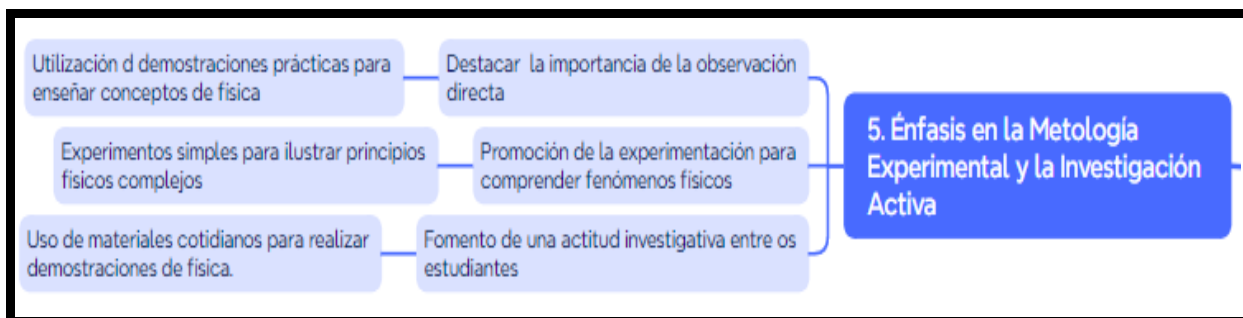 Utilización d demostraciones prácticas para
enseñar conceptos de física
Destacar la importancia de la observación
directa
Experimentos simples para ilustrar principios
físicos complejos
Promoción de la experimentación para
comprender fenómenos físicos
Uso de materiales cotidianos para realizar
demostraciones de física.
Fomento de una actitud investigativa entre os
estudiantes
5. Énfasis en la Metología
Experimental y la Investigación
Activa